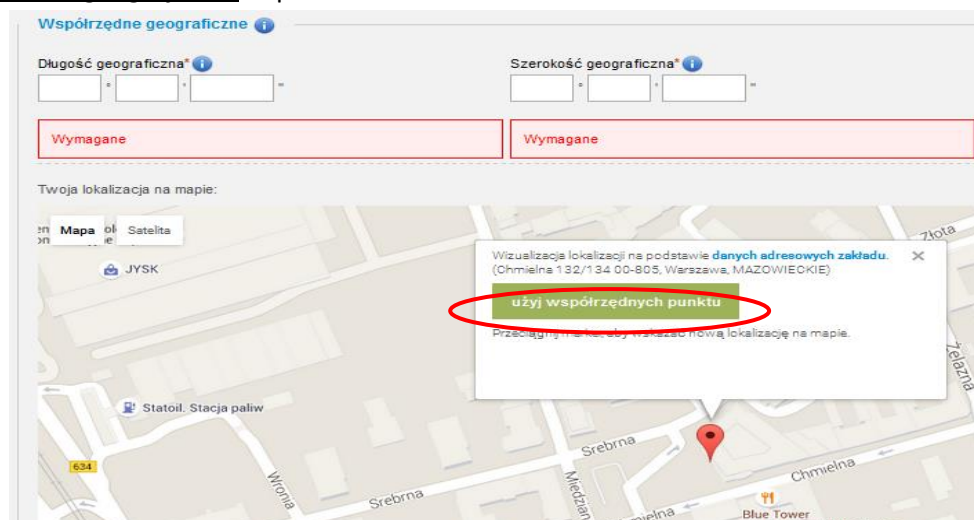 Współrzędne geograficzne
Długość geograficzna*
Szerokość geograficzna*
Wymagane
Wymagane
Twoja lokalizacja na mapie:
Mapa
Satelita
Złota
JYSK
Wizualizacja lokalizacji na podstawie danych adresowych zakładu.
(Chmielna 132/134 00-805, Warszawa, MAZOWIECKIE)
użyj współrzędnych punktu
Przeciągnij marker, aby wskazać nową lokalizację na mapie.
Żelazna
Statoil. Stacja paliw
Srebrna
634
Chmielna
Wronia
Srebrna
Miedzian
mielna
Blue Tower